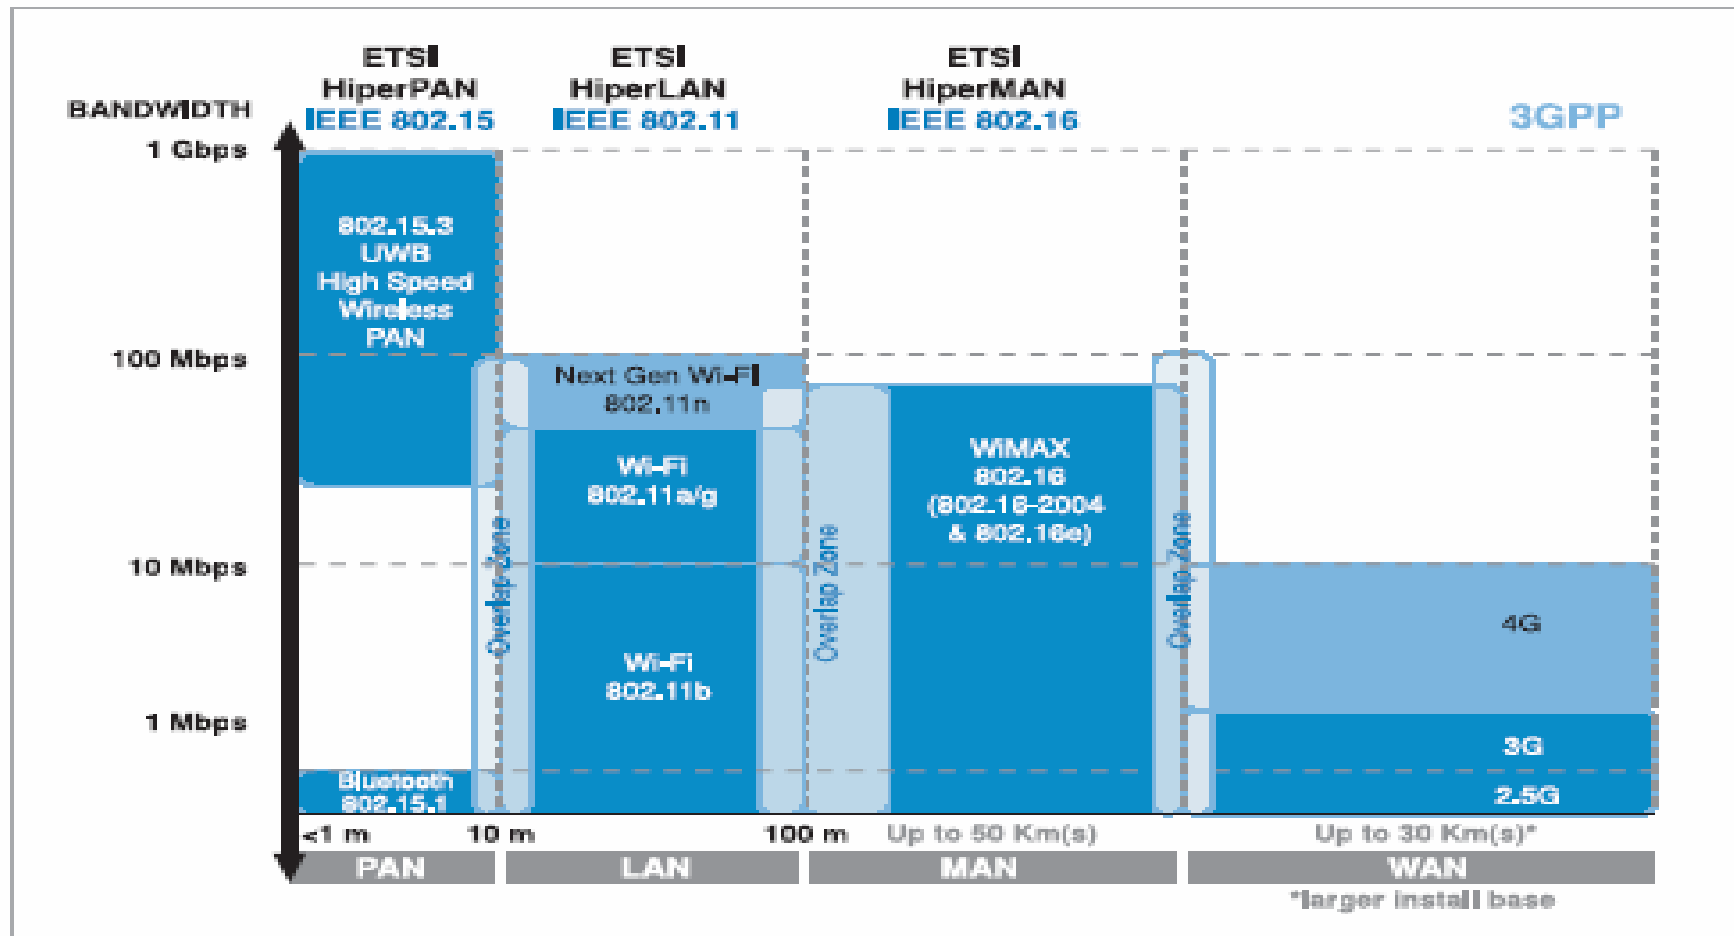 ETSI
HiperPAN
IEEE 802.15
ETSI
HiperLAN
IEEE 802.11
ETSI
HiperMAN
IEEE 802.16
3GPP
BANDWIDTH
1 Gbps
100 Mbps
10 Mbps
1 Mbps
802.15.3
UWB
High Speed
Wireless
PAN
Bluetooth
802.15.1
Overlap Zone
Next Gen Wi-Fi
802.11n
Wi-Fi
802.11a/g
Wi-Fi
802.11b
Overlap Zone
WiMAX
802.16
(802.16-2004
& 802.16e)
Overlap Zone
4G
3G
2.5G
<1 m
10 m
100 m
Up to 50 Km(s)
Up to 30 Km(s)*
PAN
LAN
MAN
WAN
*larger install base